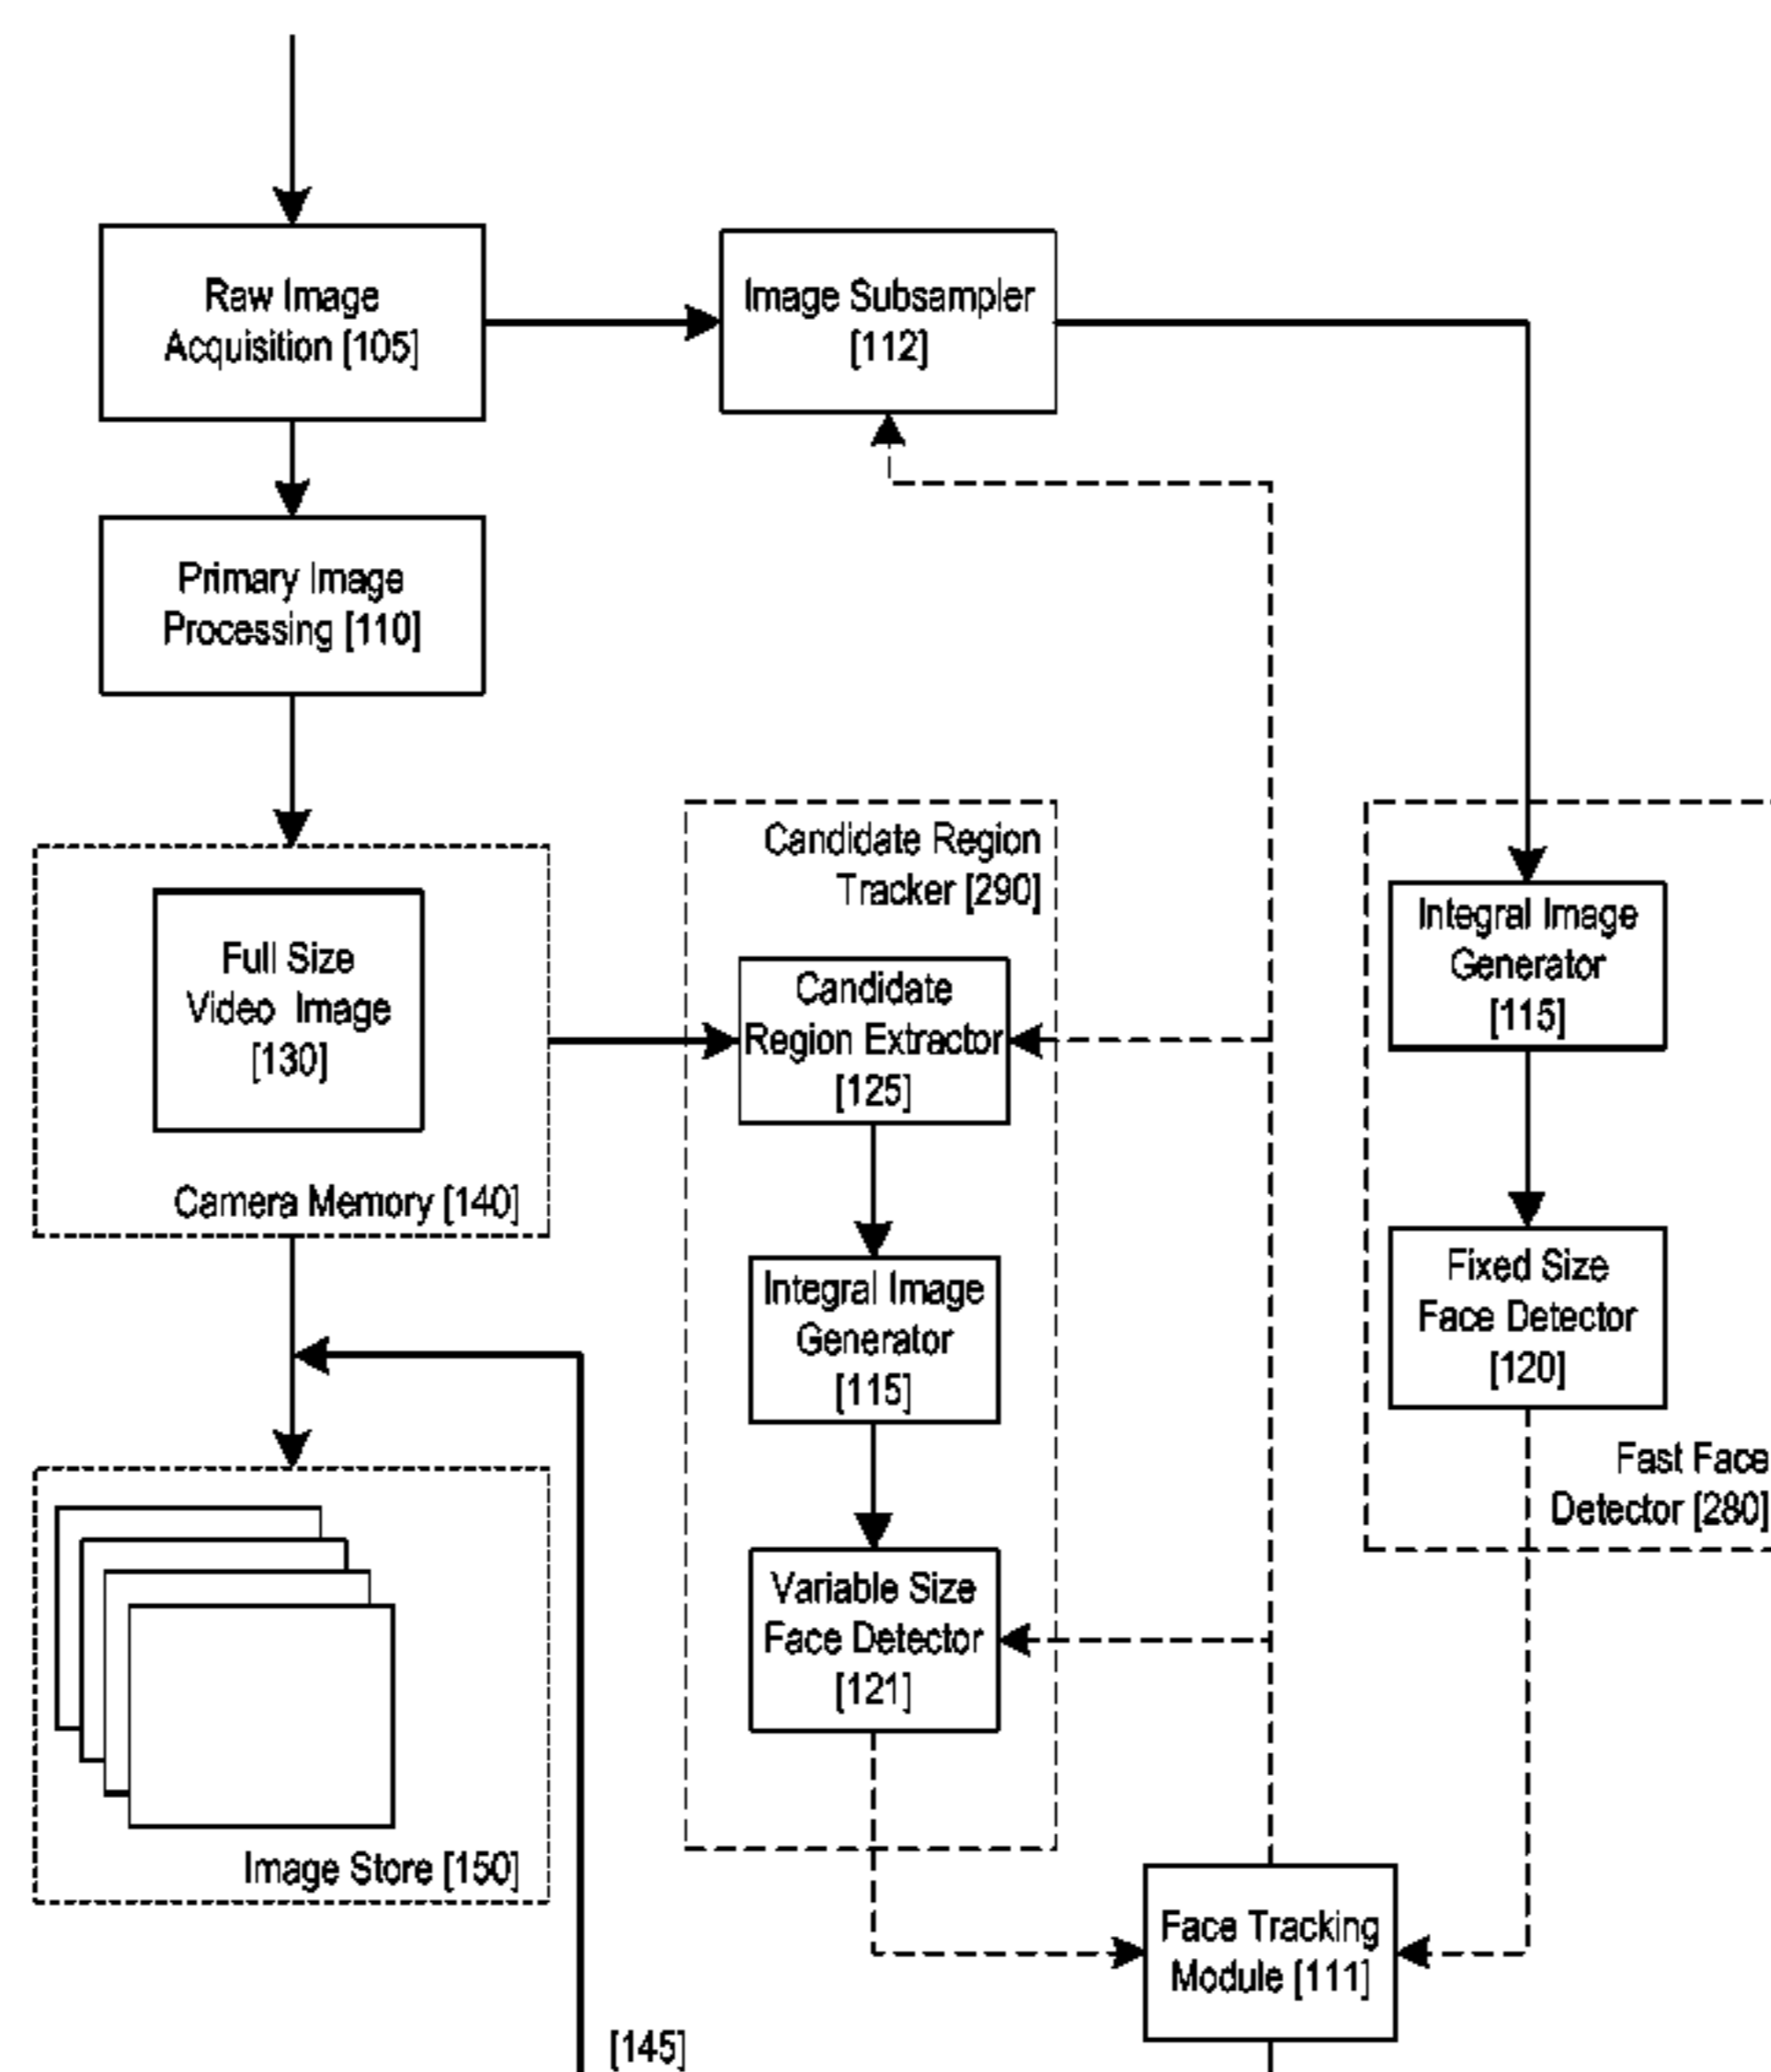 Raw Image
Acquisition [105]
Image Subsampler
[112]
Primary Image
Processing [110]
Candidate Region
Tracker [290]
Full Size
Video Image
[130]
Camera Memory [140]
Candidate
Region Extractor
[125]
Integral Image
Generator
[115]
Integral Image
Generator
[115]
Fixed Size
Face Detector
[120]
Fast Face
Detector [280]
Variable Size
Face Detector
[121]
Image Store [150]
Face Tracking
Module [111]
[145]